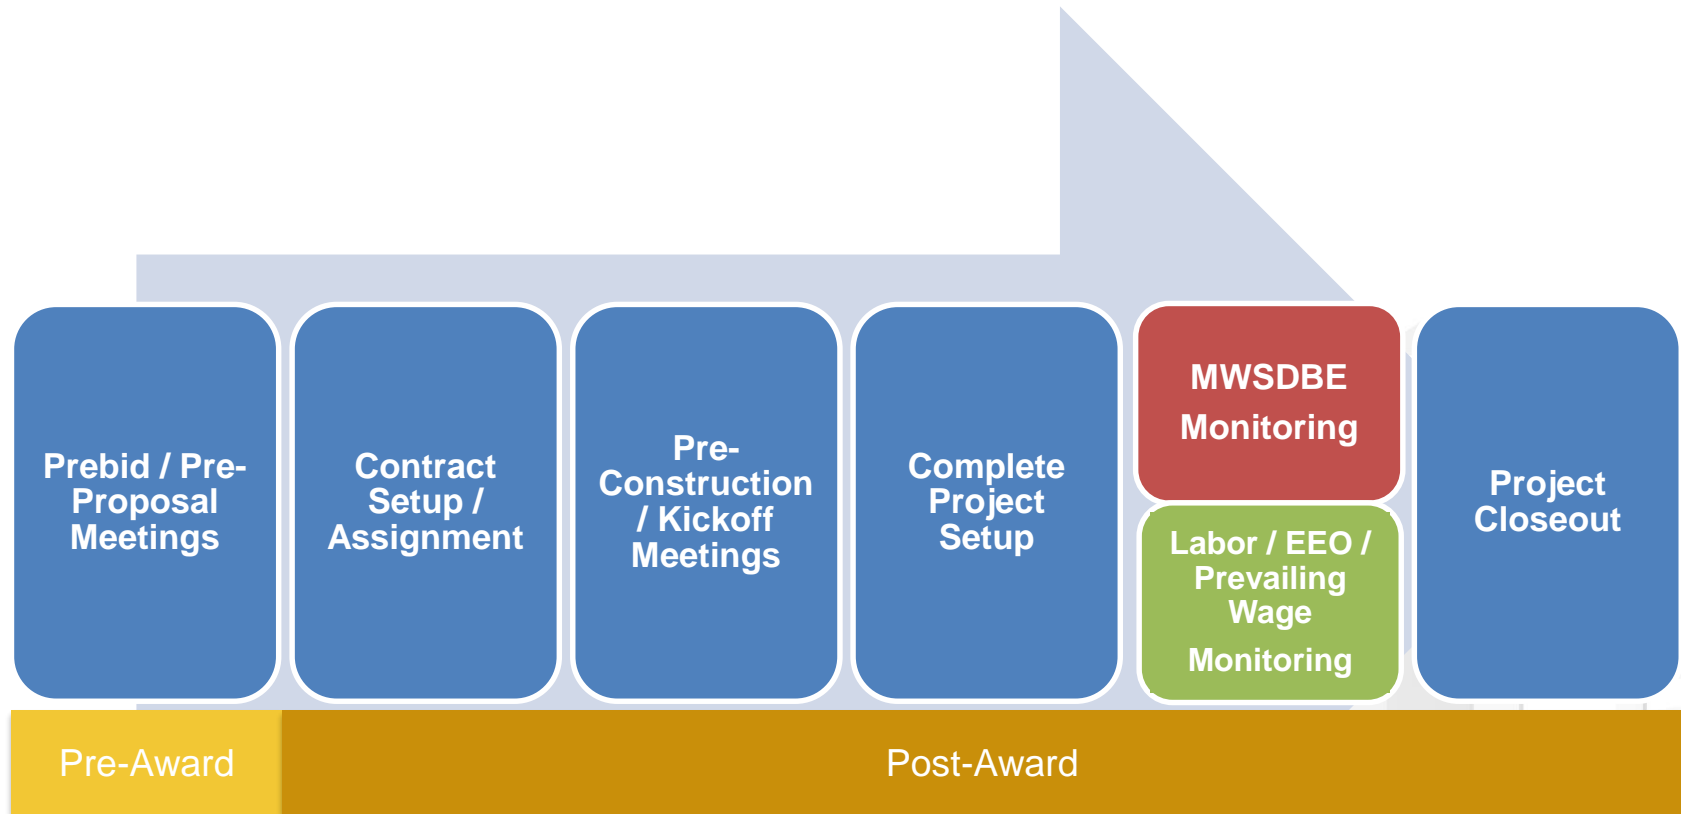 Prebid / Pre-
Proposal
Meetings
Contract
Setup /
Assignment
Pre-
Construction
/ Kickoff
Meetings
Complete
Project
Setup
MWSDBE
Monitoring
Labor / EEO /
Prevailing
Wage
Monitoring
Project
Closeout
Pre-Award
Post-Award